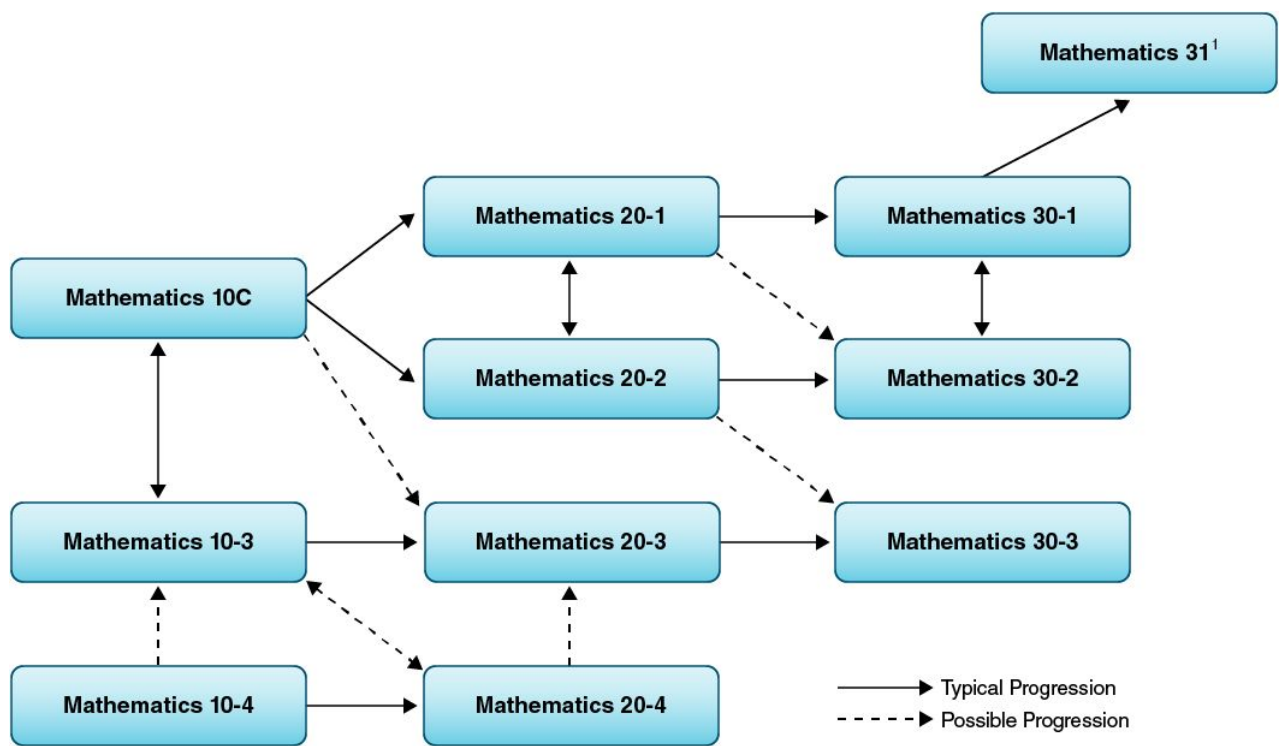 Mathematics 31¹
Mathematics 20-1
Mathematics 30-1
Mathematics 10C
Mathematics 20-2
Mathematics 30-2
Mathematics 10-3
Mathematics 20-3
Mathematics 30-3
Mathematics 10-4
Mathematics 20-4
Typical Progression
Possible Progression